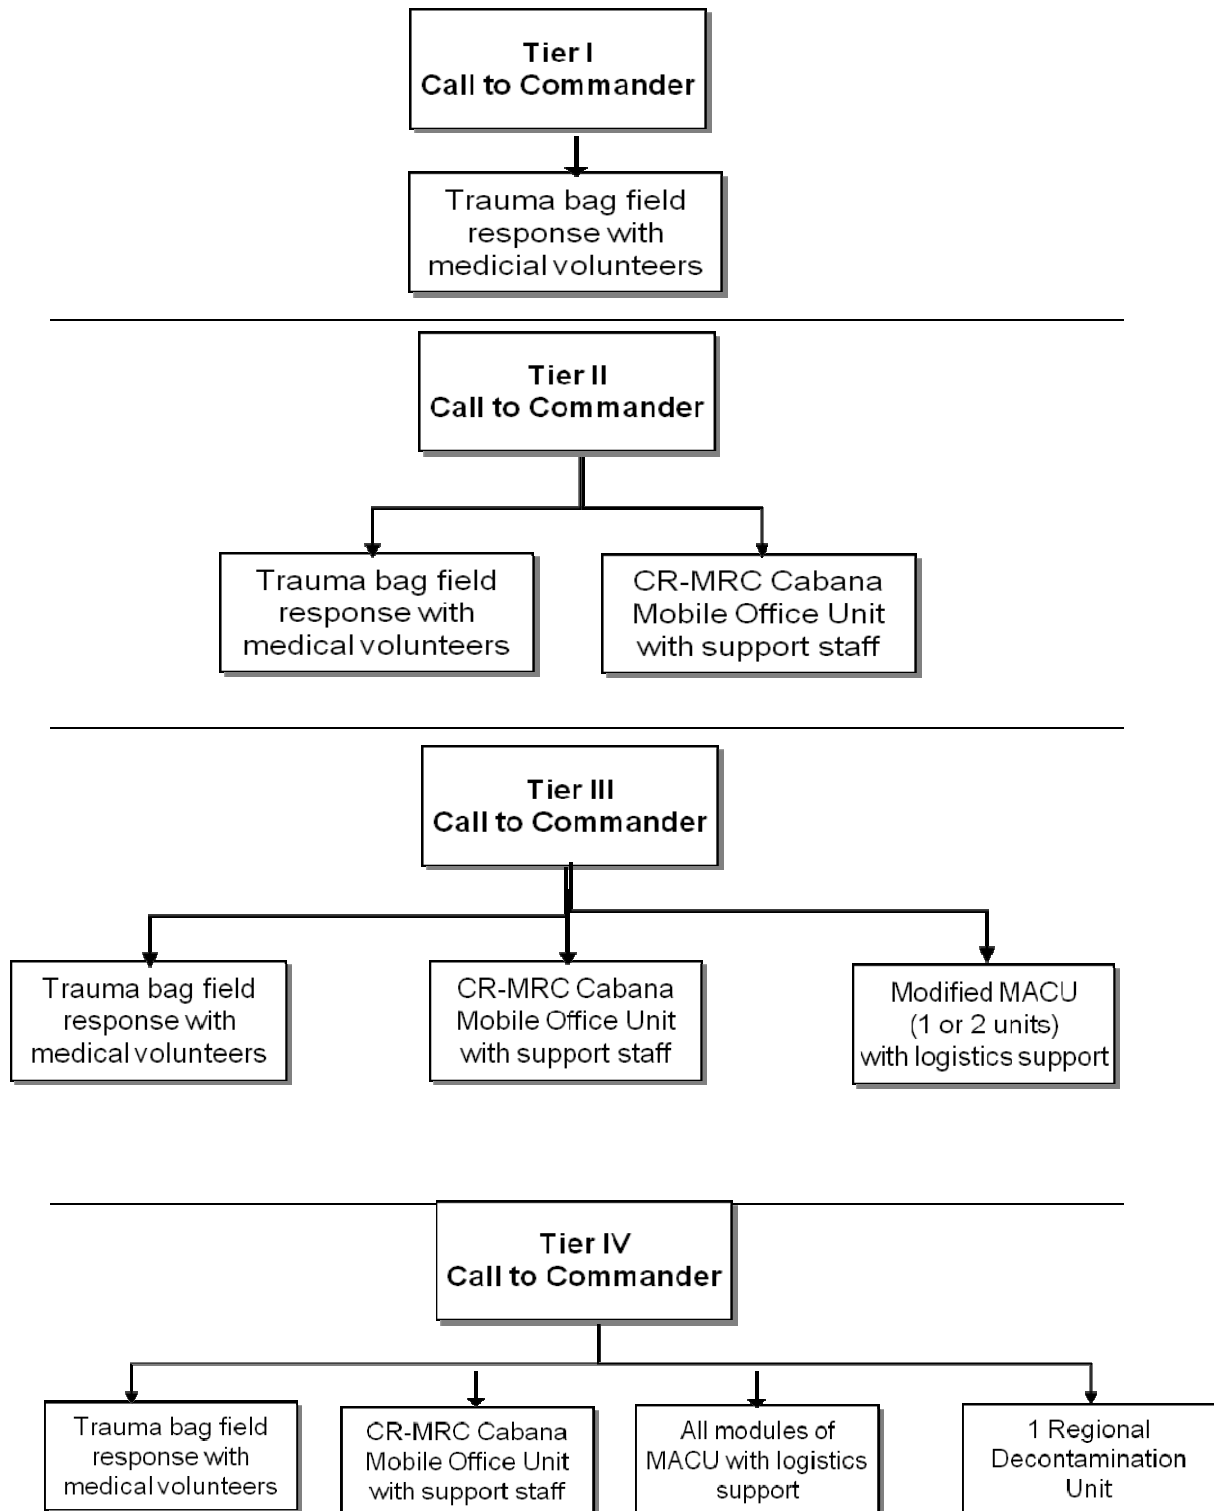 Tier I
Call to Commander
Trauma bag field
response with
medicial volunteers
Tier II
Call to Commander
Trauma bag field
response with
medical volunteers
CR-MRC Cabana
Mobile Office Unit
with support staff
Tier III
Call to Commander
Trauma bag field
response with
medical volunteers
CR-MRC Cabana
Mobile Office Unit
with support staff
Modified MACU
(1 or 2 units)
with logistics support
Tier IV
Call to Commander
Trauma bag field
response with
medical volunteers
CR-MRC Cabana
Mobile Office Unit
with support staff
All modules of
MACU with logistics
support
1 Regional
Decontamination
Unit